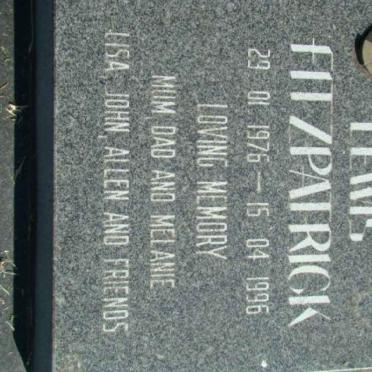 FITZPATRICK
29 01 1976 — 15 04 1996
LOVING MEMORY
MUM DAD AND MELANIE
LISA JOHN ALLEN AND FRIENDS